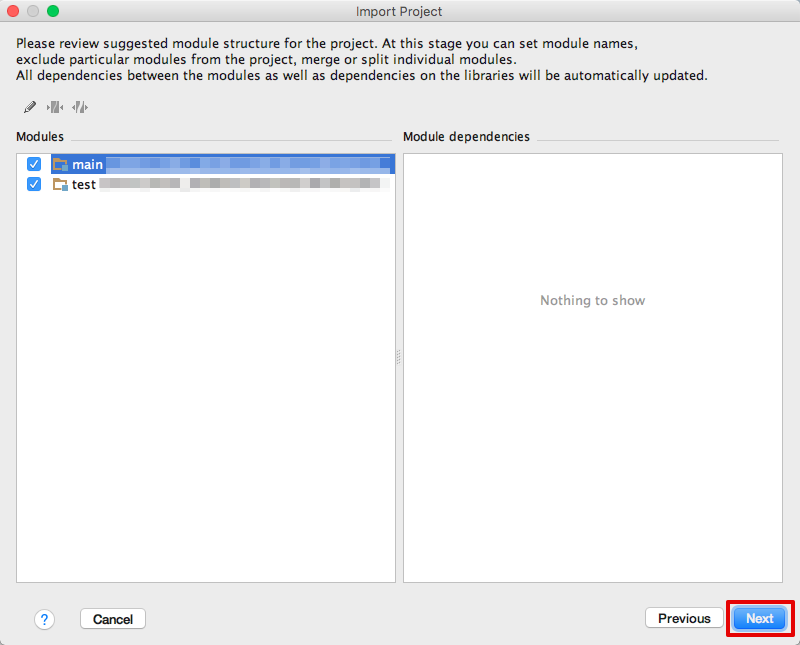 Import Project
Please review suggested module structure for the project. At this stage you can set module names,
exclude particular modules from the project, merge or split individual modules.
All dependencies between the modules as well as dependencies on the libraries will be automatically updated.
Modules
Module dependencies
main
test
Nothing to show
?
Cancel
Previous
Next